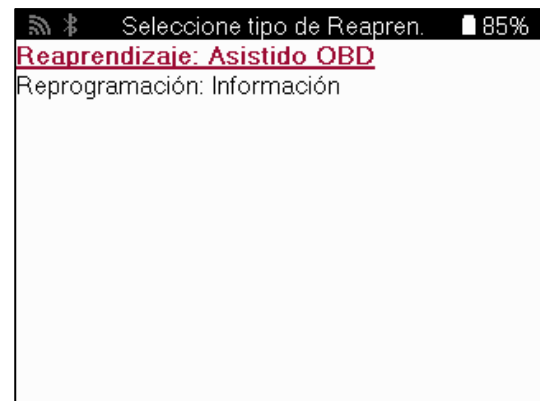 Seleccione tipo de Reapren. 85%
Reaprendizaje: Asistido OBD
Reprogramación: Información